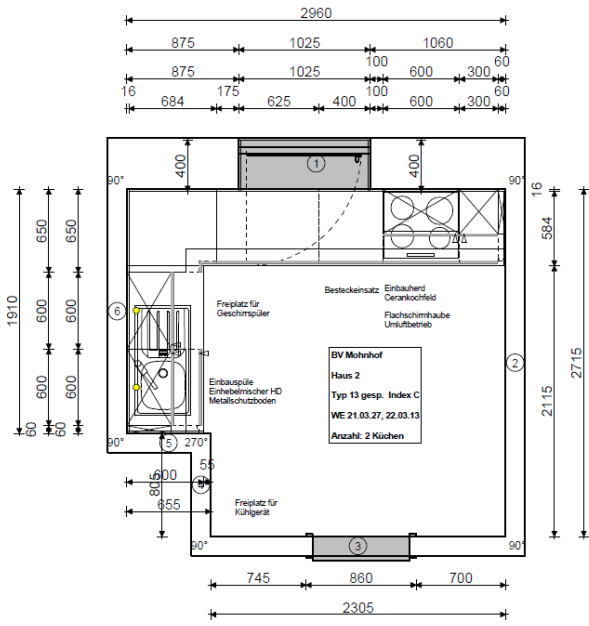 2960
875 1025 1060
100 60
875 1025 600 300
16 175 100 60
684 625 400 600 300
1
400 400
90° 90°
16
650 650 584
600 600
1910
6
600 600
60 60
2
2115
2715
Freiplatz für
Geschirrspüler
Besteckeinsatz Einbauherd
Cerankochfeld
Flachschirmhaube
Umluftbetrieb
BV Mohnhof
Haus 2
Typ 13 gesp. Index C
WE 21.03.27, 22.03.13
Anzahl: 2 Küchen
Einbauspüle
Einhebelmischer HD
Metallschutzboden
90° 5 270°
55
600
805
4
655
Freiplatz für
Kühlgerät
90° 3 90°
745 860 700
2305